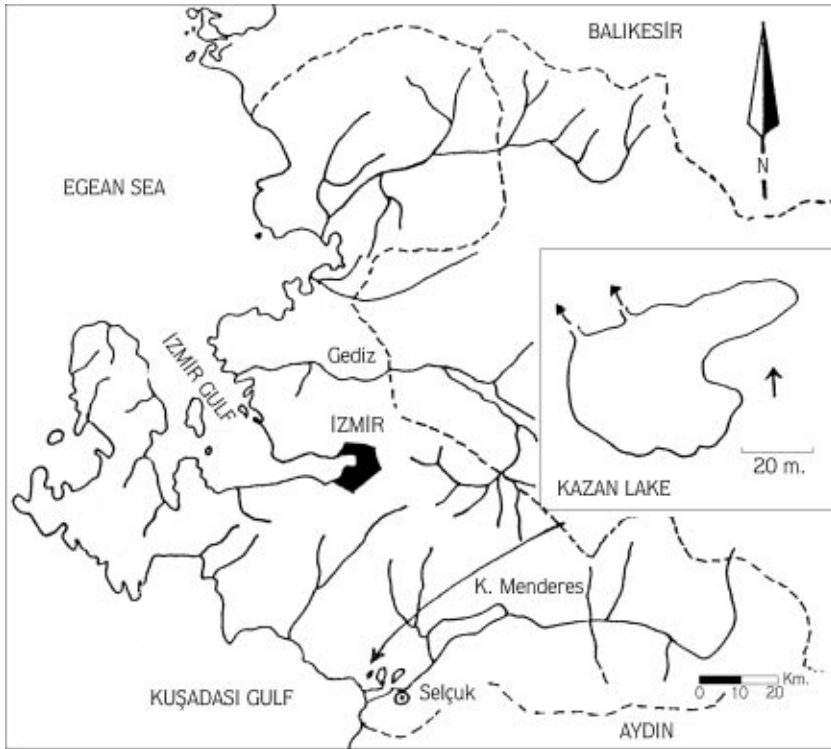 BALIKESİR
N
EGEAN SEA
İZMİR GULF
Gediz
İZMİR
20 m.
KAZAN LAKE
K. Menderes
KUŞADASI GULF
Selçuk
Km.
0 10 20
AYDIN